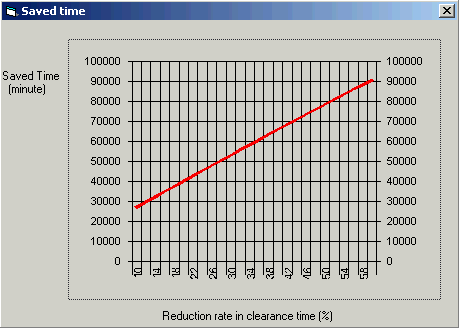 Saved time
100000 100000
Saved Time 90000 90000
(minute) 80000 80000
70000 70000
60000 60000
50000 50000
40000 40000
30000 30000
20000 20000
10000 10000
0 0
10 14 18 22 26 30 34 38 42 46 50 54 58
Reduction rate in clearance time (%)